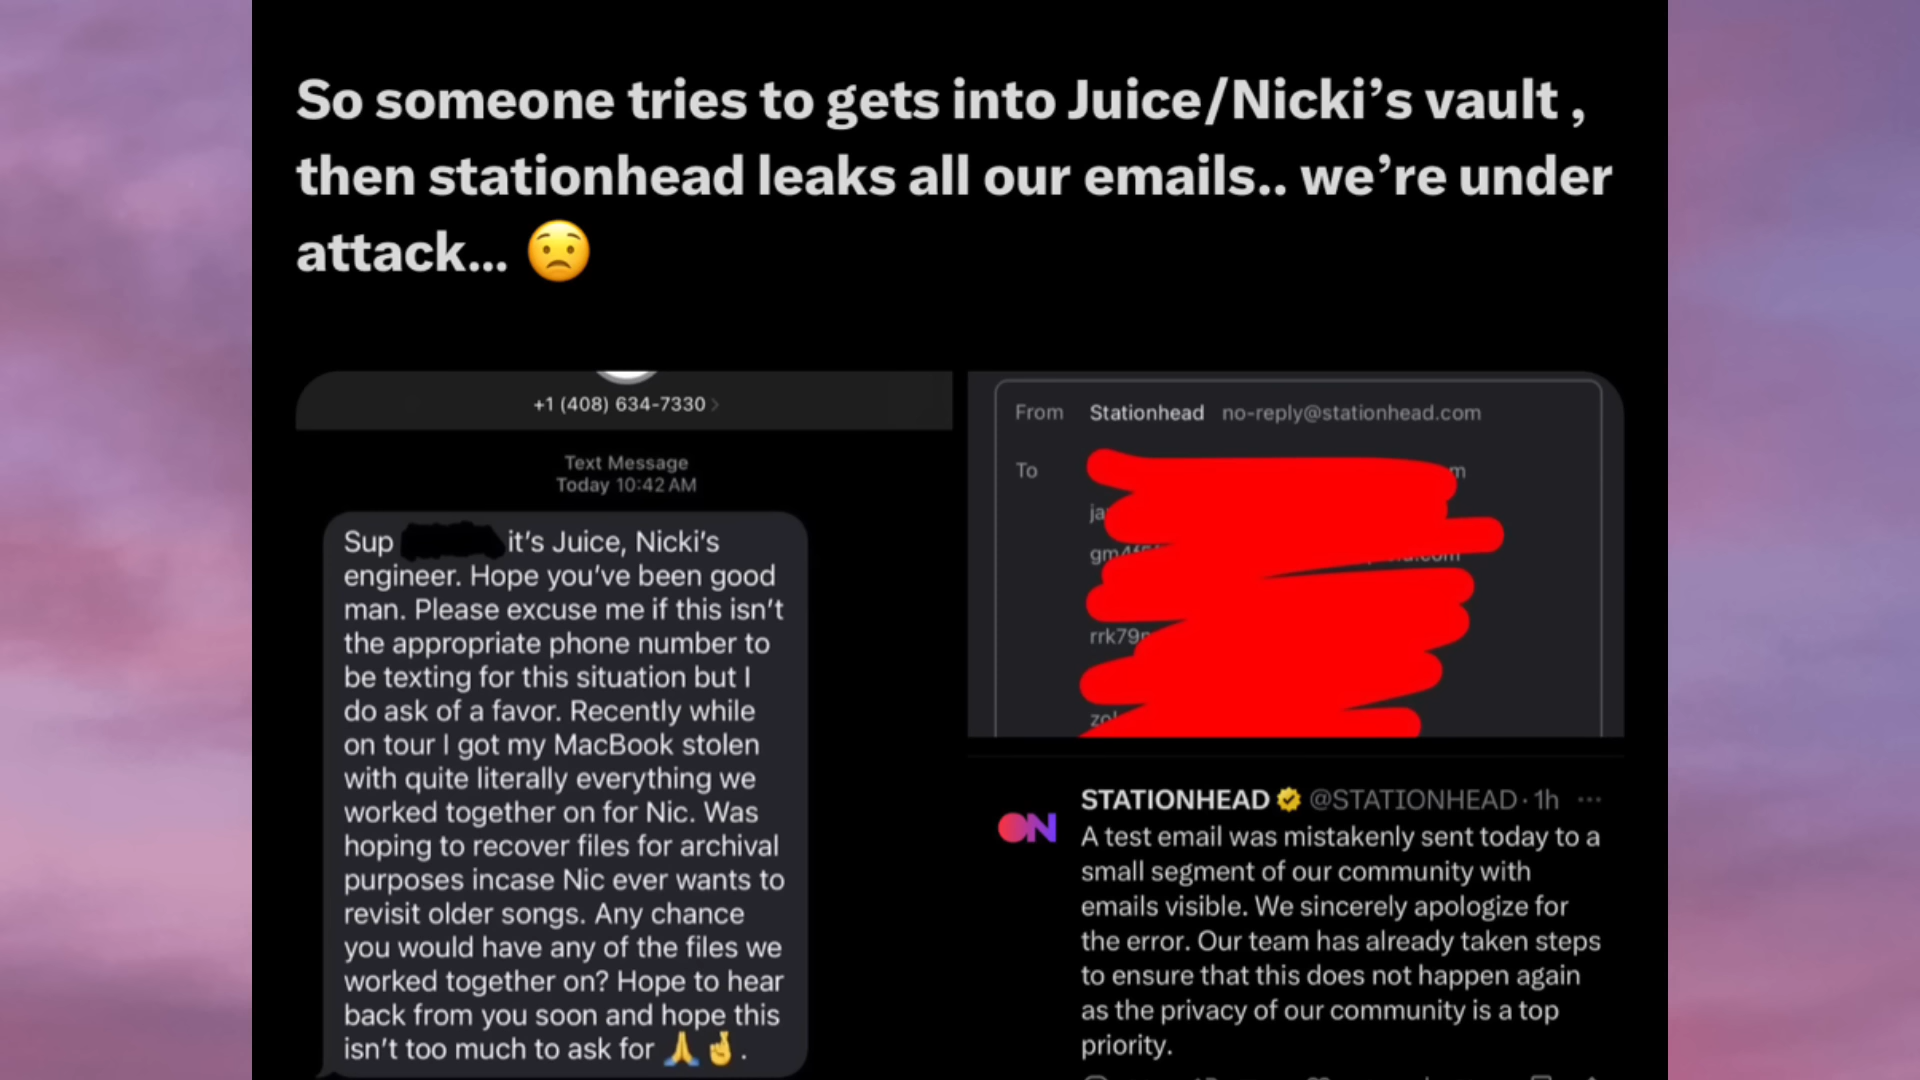 So someone tries to gets into Juice/Nicki’s vault ,
then stationhead leaks all our emails.. we’re under
attack... 😟
+1 (408) 634-7330 >
Text Message
Today 10:42 AM
Sup it’s Juice, Nicki’s
engineer. Hope you’ve been good
man. Please excuse me if this isn’t
the appropriate phone number to
be texting for this situation but I
do ask of a favor. Recently while
on tour I got my MacBook stolen
with quite literally everything we
worked together on for Nic. Was
hoping to recover files for archival
purposes incase Nic ever wants to
revisit older songs. Any chance
you would have any of the files we
worked together on? Hope to hear
back from you soon and hope this
isn’t too much to ask for 🙏🤞.
From Stationhead no-reply@stationhead.com
To
STATIONHEAD @STATIONHEAD · 1h ...
ON
A test email was mistakenly sent today to a
small segment of our community with
emails visible. We sincerely apologize for
the error. Our team has already taken steps
to ensure that this does not happen again
as the privacy of our community is a top
priority.